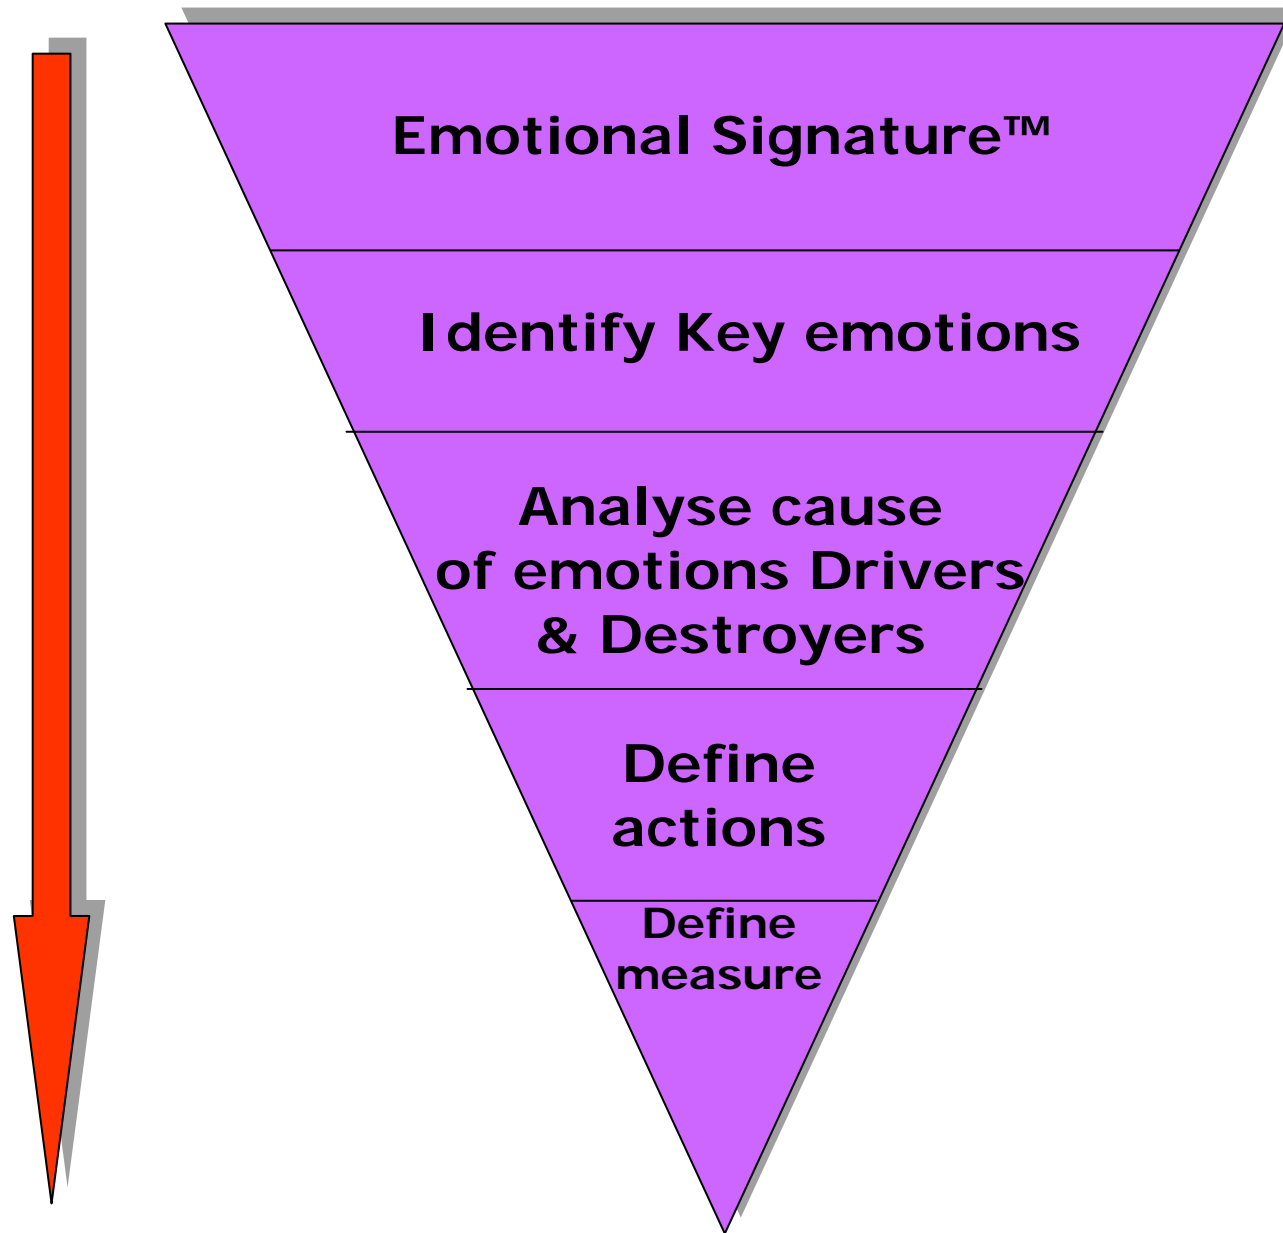 Emotional Signature™
Identify Key emotions
Analyse cause
of emotions Drivers
& Destroyers
Define
actions
Define
measure